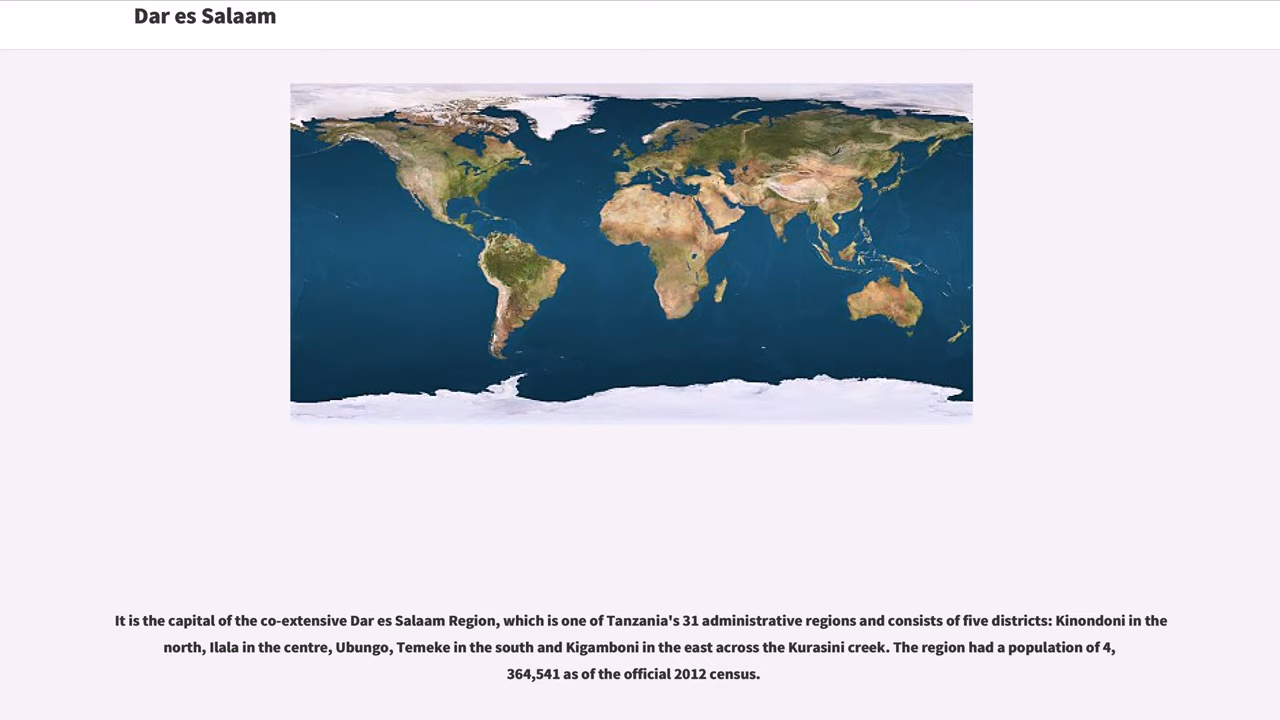 Dar es Salaam
It is the capital of the co-extensive Dar es Salaam Region, which is one of Tanzania's 31 administrative regions and consists of five districts: Kinondoni in the
north, Ilala in the centre, Ubungo, Temeke in the south and Kigamboni in the east across the Kurasini creek. The region had a population of 4,
364,541 as of the official 2012 census.